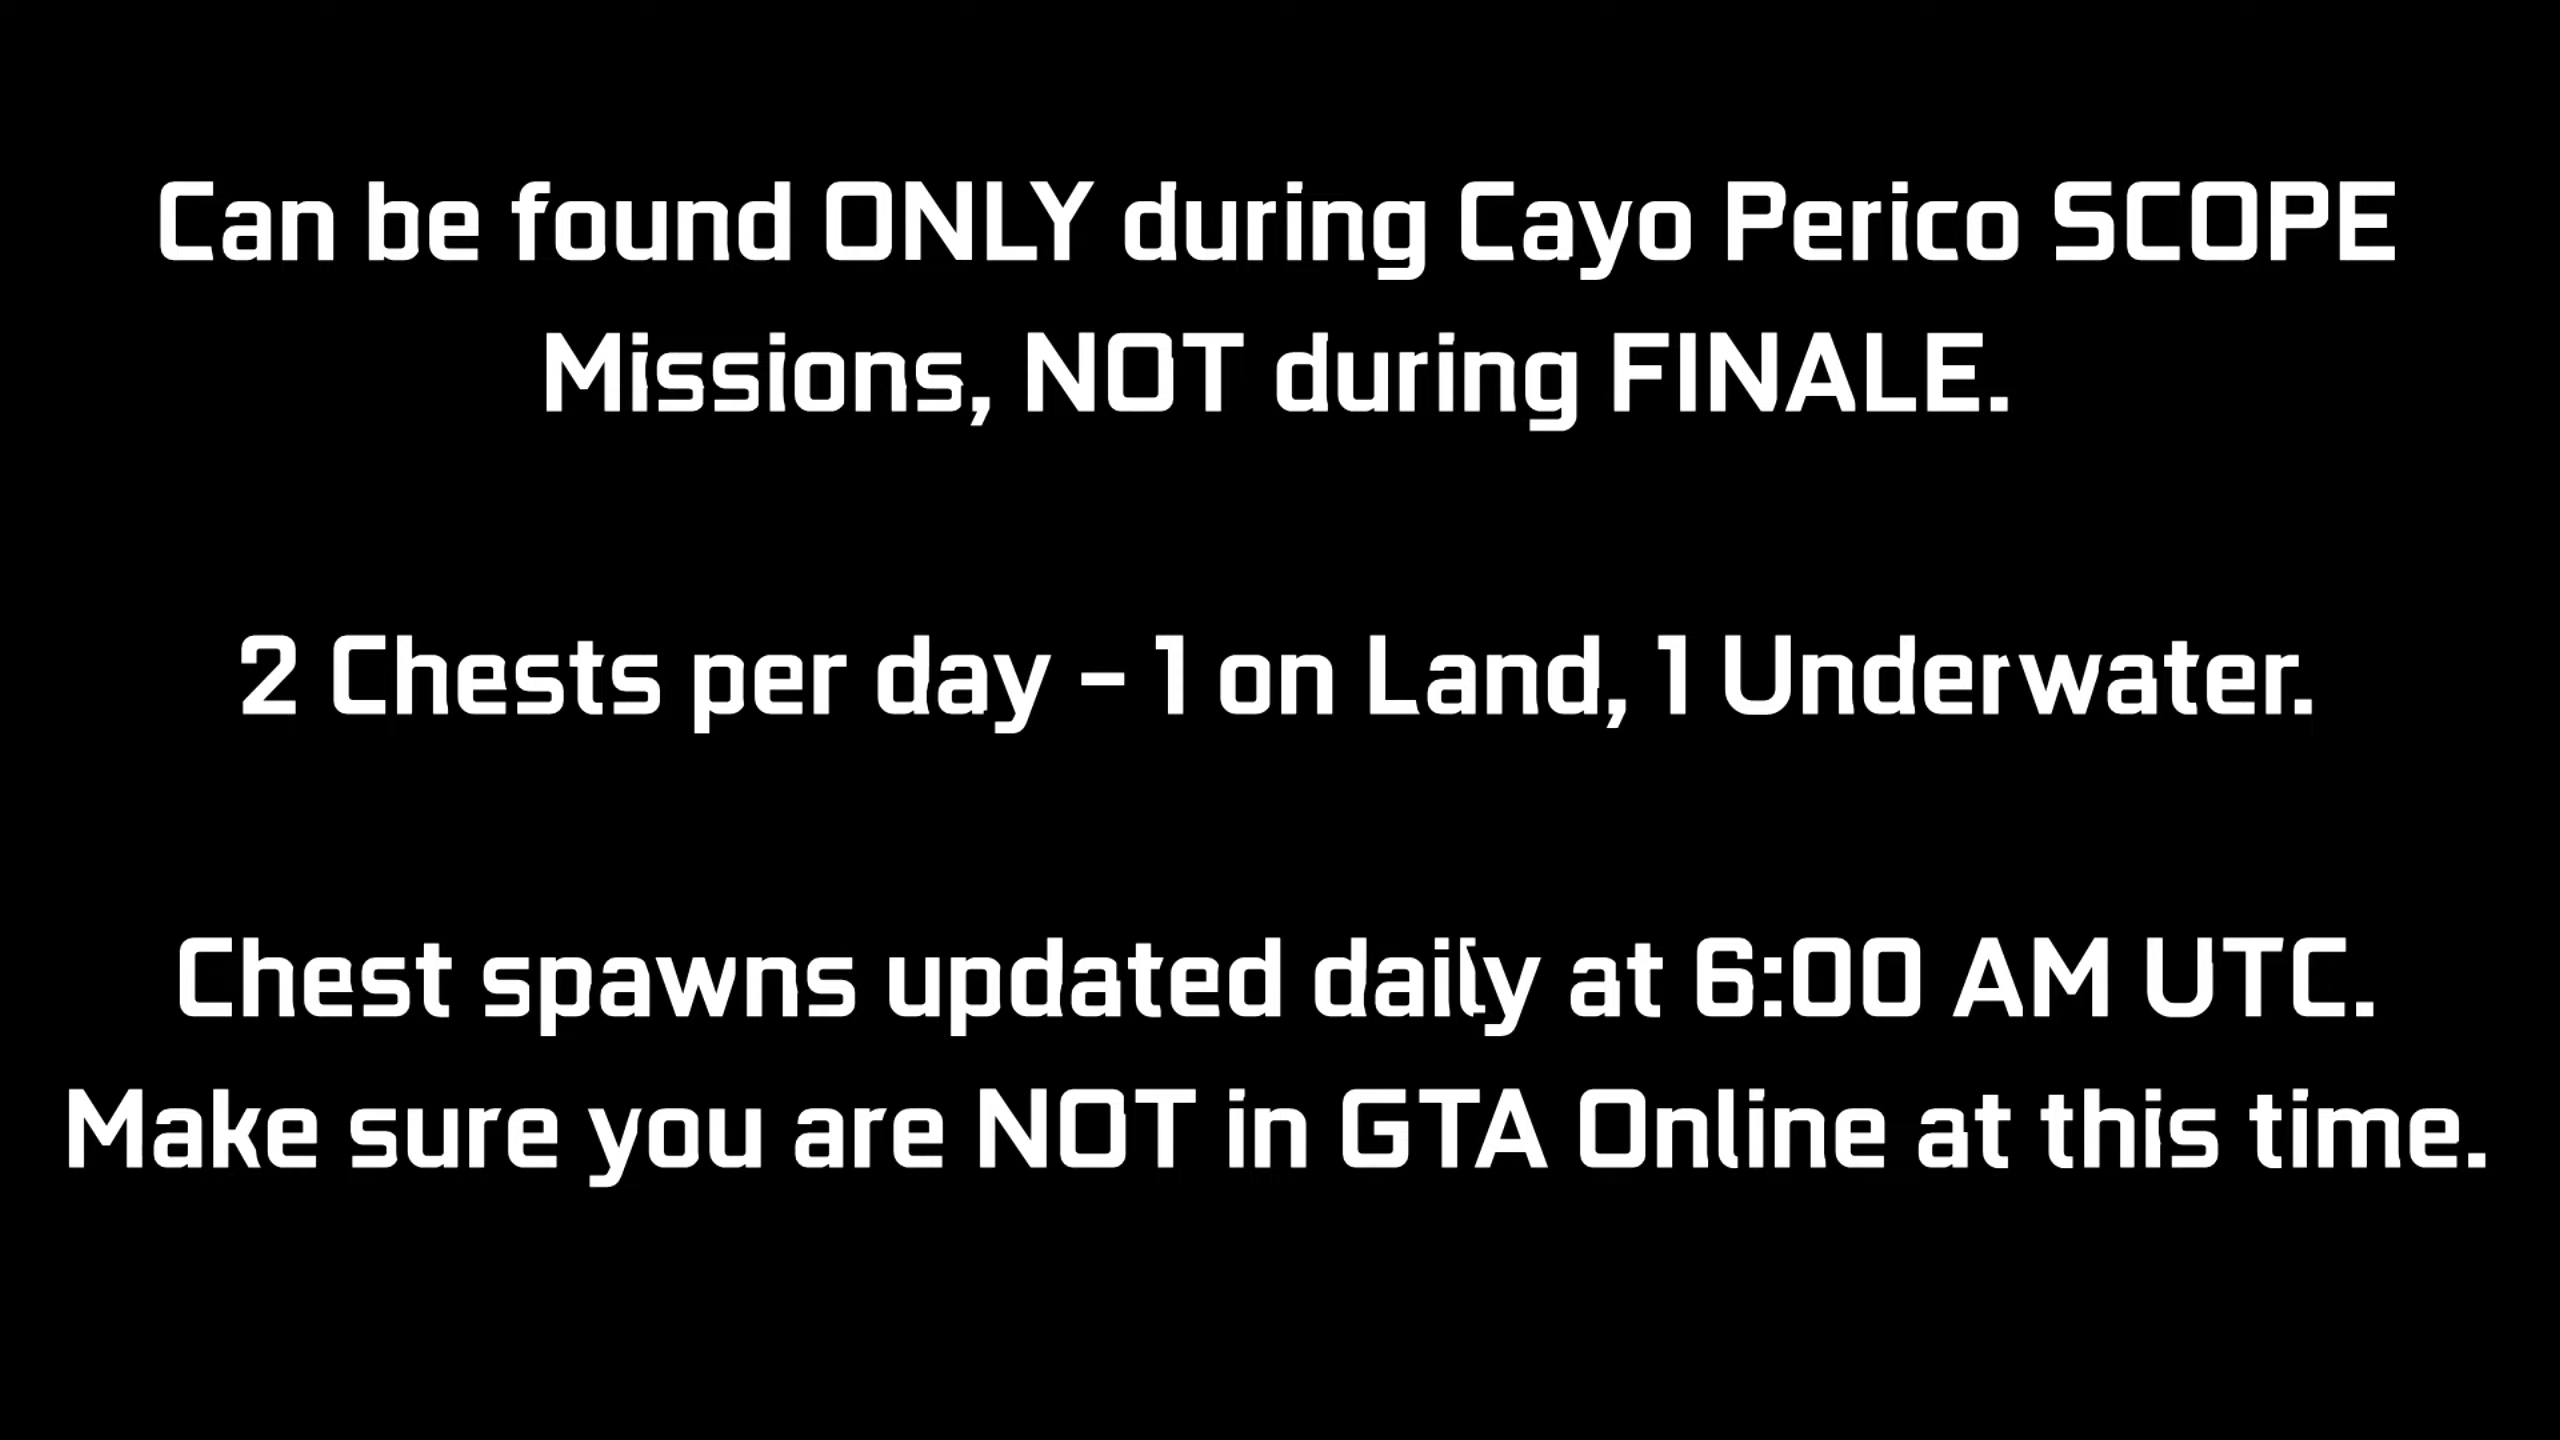 Can be found ONLY during Cayo Perico SCOPE
Missions, NOT during FINALE.
2 Chests per day - 1 on Land, 1 Underwater.
Chest spawns updated daily at 6:00 AM UTC.
Make sure you are NOT in GTA Online at this time.